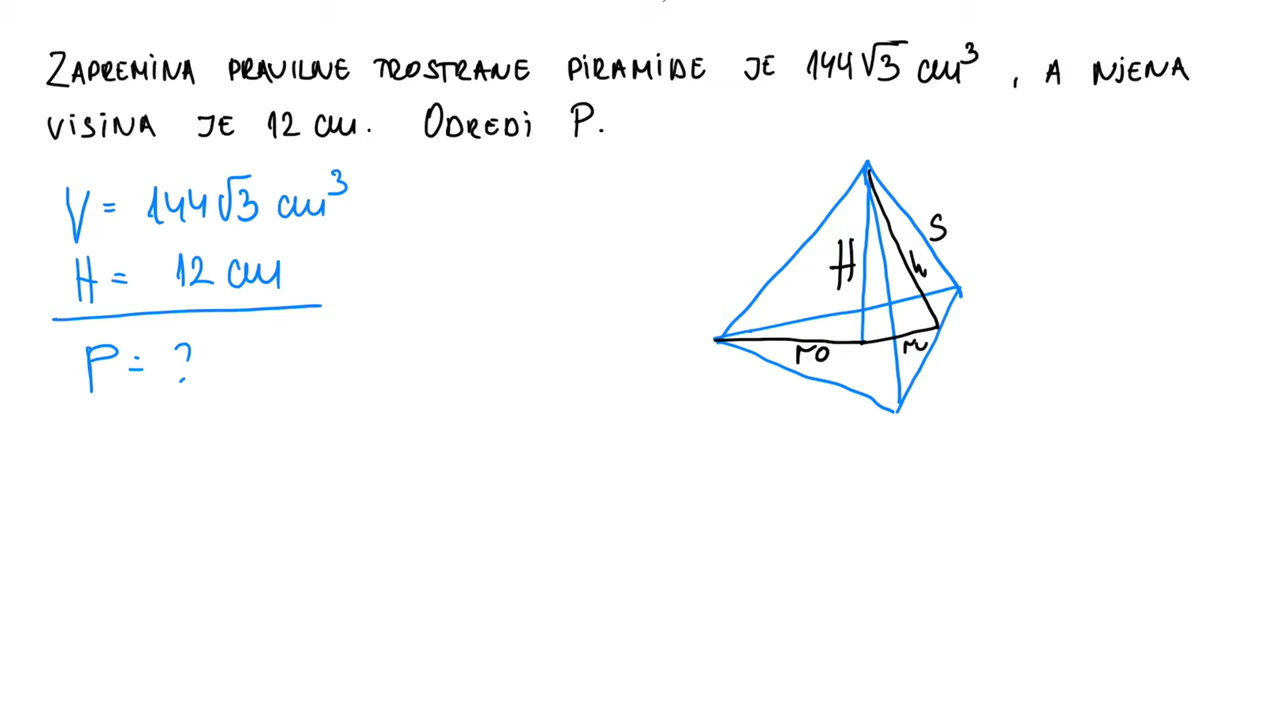 ZAPREMINA PRAVILNE TROSTRANE PIRAMIDE JE 144√3 cm³, A NJENA
VISINA JE 12 cm. ODREDI P.
V = 144√3 cm³
H = 12 cm
P = ?
S
H
h
ro
ru